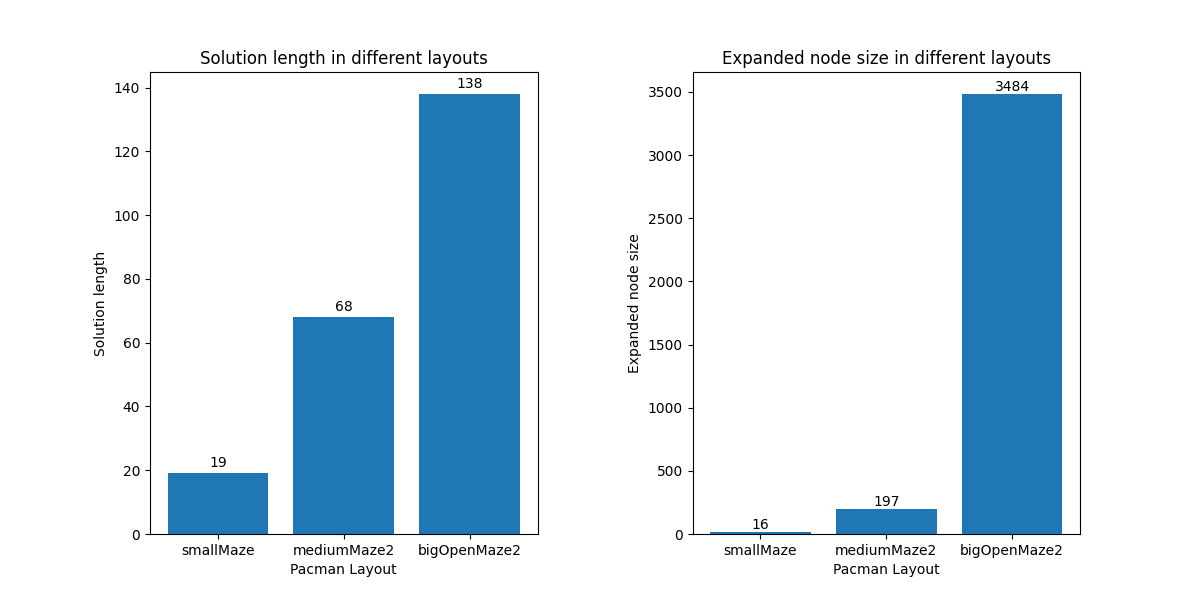 Solution length in different layouts
140
120
100
80
60
40
20
0
Solution length
19
68
138
smallMaze
mediumMaze2
bigOpenMaze2
Pacman Layout
Expanded node size in different layouts
3500
3000
2500
2000
1500
1000
500
0
Expanded node size
16
197
3484
smallMaze
mediumMaze2
bigOpenMaze2
Pacman Layout